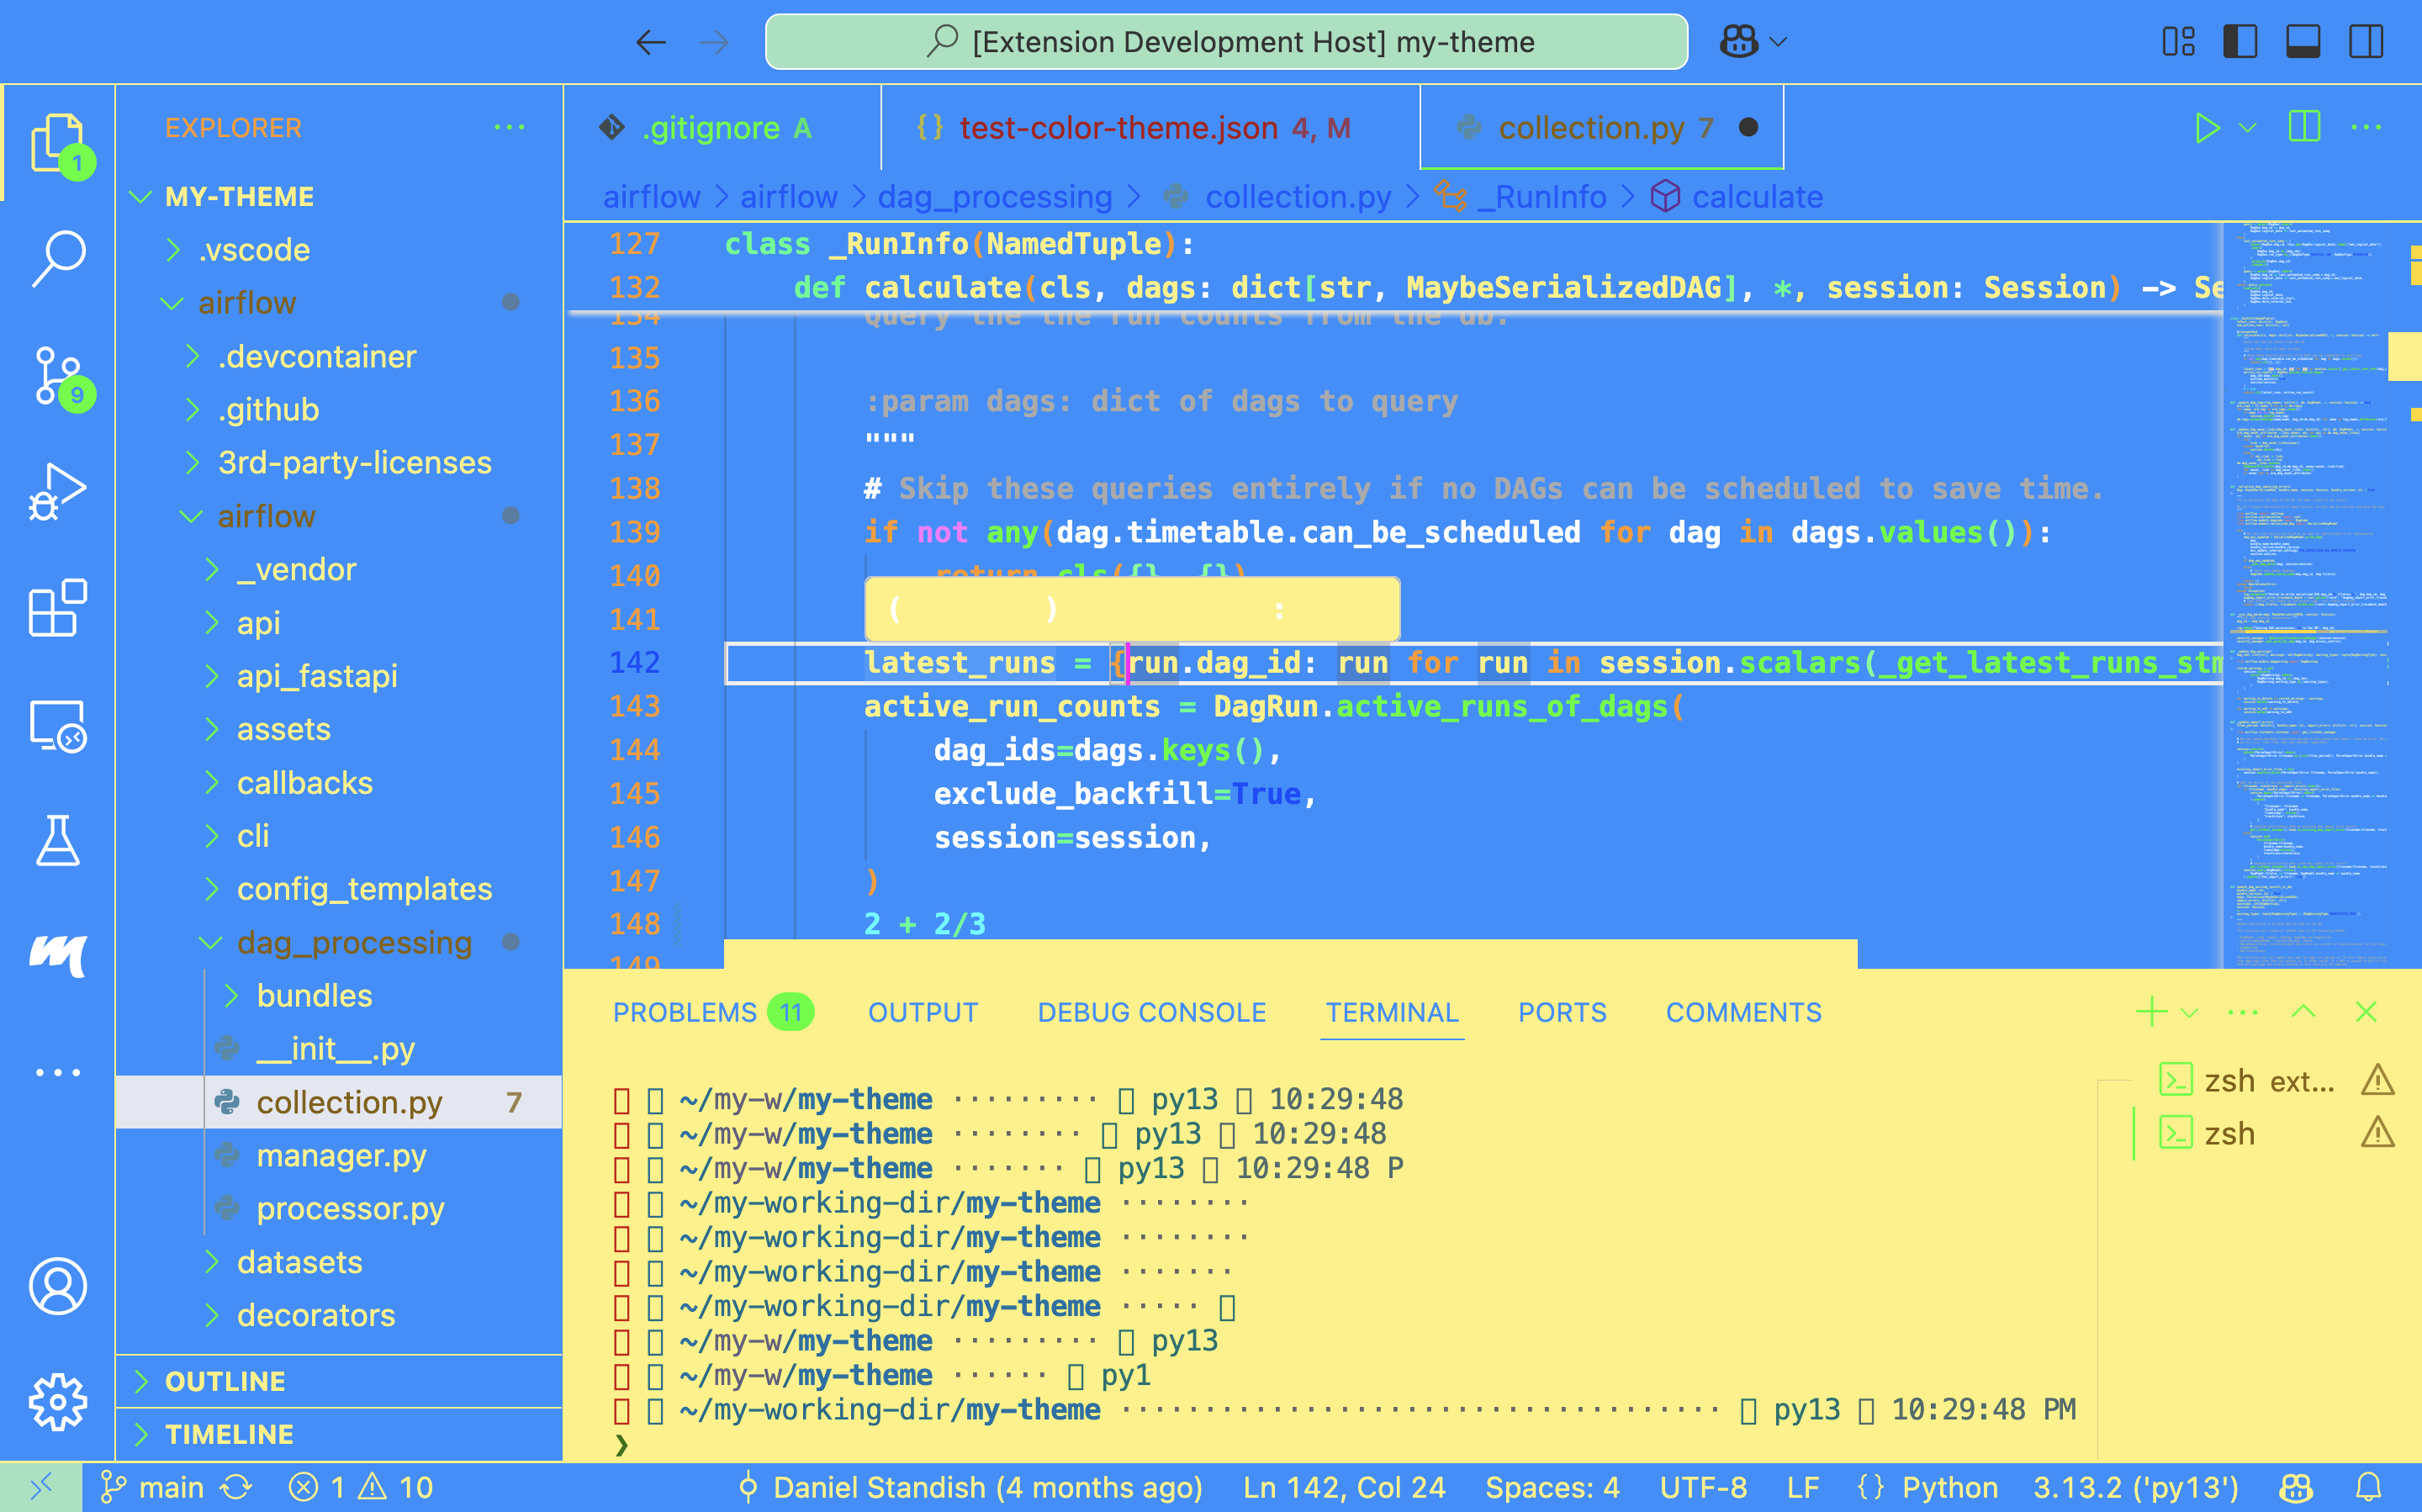 [Extension Development Host] my-theme
EXPLORER
.gitignore A
test-color-theme.json 4, M
collection.py 7
airflow > airflow > dag_processing > collection.py > _RunInfo > calculate
1
9
MY-THEME
.vscode
airflow
.devcontainer
.github
3rd-party-licenses
airflow
_vendor
api
api_fastapi
assets
callbacks
cli
config_templates
dag_processing
bundles
__init__.py
collection.py 7
manager.py
processor.py
datasets
decorators
OUTLINE
TIMELINE
127 class _RunInfo(NamedTuple):
132 def calculate(cls, dags: dict[str, MaybeSerializedDAG], *, session: Session) -> Se
134 Query the the run counts from the db.
135
136 :param dags: dict of dags to query
137 """
138 # Skip these queries entirely if no DAGs can be scheduled to save time.
139 if not any(dag.timetable.can_be_scheduled for dag in dags.values()):
140 return cls({}, {})
141
( ) :
142 latest_runs = {run.dag_id: run for run in session.scalars(_get_latest_runs_stm
143 active_run_counts = DagRun.active_runs_of_dags(
144 dag_ids=dags.keys(),
145 exclude_backfill=True,
146 session=session,
147 )
148 2 + 2/3
149
PROBLEMS 11 OUTPUT DEBUG CONSOLE TERMINAL PORTS COMMENTS
~/my-w/my-theme ········· py13 10:29:48
~/my-w/my-theme ········ py13 10:29:48
~/my-w/my-theme ······· py13 10:29:48 P
~/my-working-dir/my-theme ········
~/my-working-dir/my-theme ········
~/my-working-dir/my-theme ·······
~/my-working-dir/my-theme ·····
~/my-w/my-theme ········· py13
~/my-w/my-theme ······ py1
~/my-working-dir/my-theme ···································· py13 10:29:48 PM
❯
zsh ext...
zsh
main 1 10 Daniel Standish (4 months ago) Ln 142, Col 24 Spaces: 4 UTF-8 LF {} Python 3.13.2 ('py13')